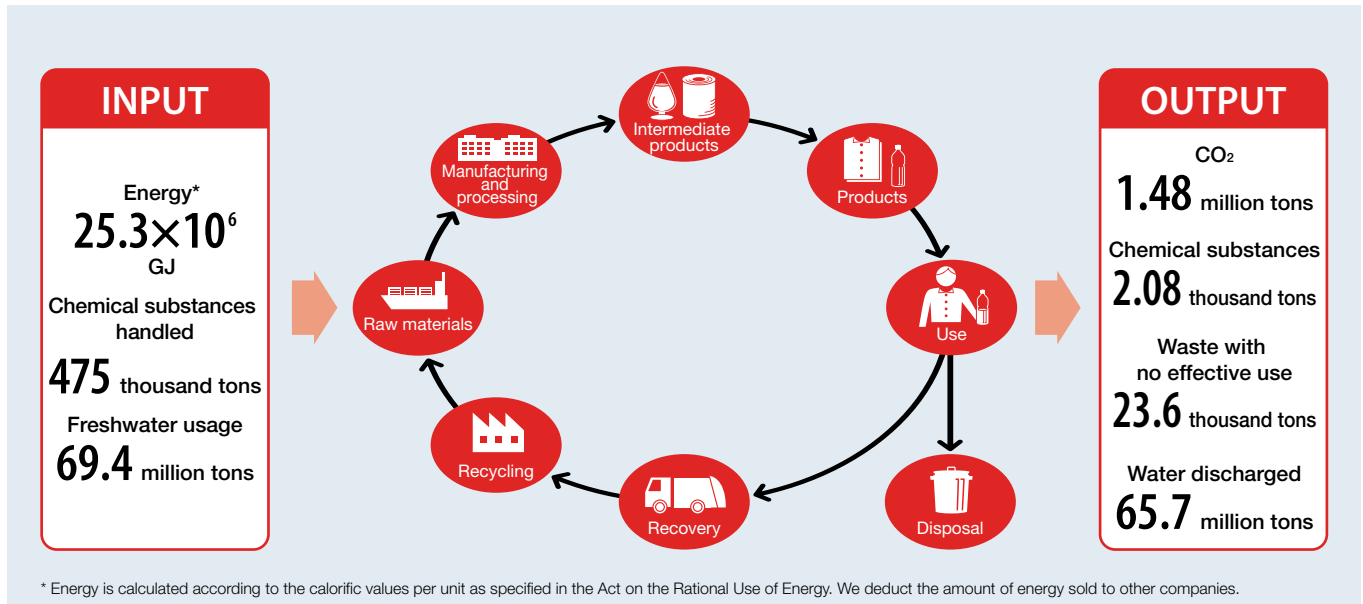 INPUT
Energy*
25.3×10⁶
GJ
Chemical substances
handled
475 thousand tons
Freshwater usage
69.4 million tons
Intermediate
products
Manufacturing
and
processing
Products
Raw materials
Use
Recycling
Recovery
Disposal
OUTPUT
CO₂
1.48 million tons
Chemical substances
2.08 thousand tons
Waste with
no effective use
23.6 thousand tons
Water discharged
65.7 million tons
* Energy is calculated according to the calorific values per unit as specified in the Act on the Rational Use of Energy. We deduct the amount of energy sold to other companies.